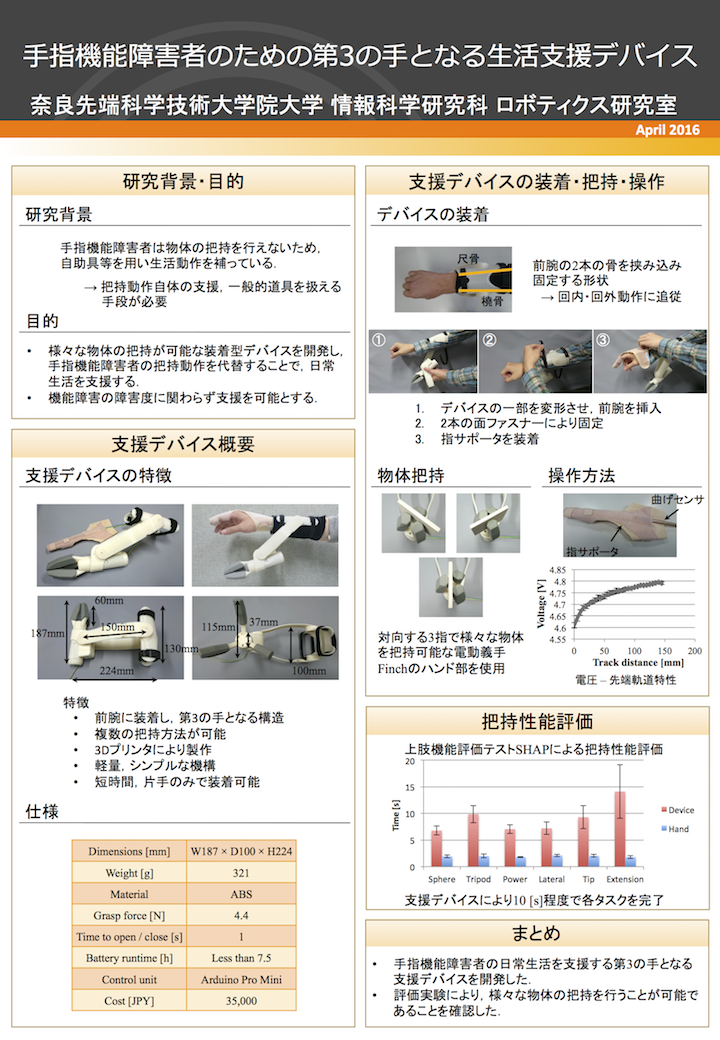 手指機能障害者のための第3の手となる生活支援デバイス
奈良先端科学技術大学院大学 情報科学研究科 ロボティクス研究室
April 2016
研究背景・目的
研究背景
手指機能障害者は物体の把持を行えないため,
自助具等を用い生活動作を補っている.
→ 把持動作自体の支援, 一般的道具を扱える
手段が必要
目的
• 様々な物体の把持が可能な装着型デバイスを開発し,
手指機能障害者の把持動作を代替することで, 日常
生活を支援する.
• 機能障害の障害度に関わらず支援を可能とする.
支援デバイス概要
支援デバイスの特徴
60mm
150mm
187mm
130mm
224mm
115mm
37mm
100mm
特徴
• 前腕に装着し, 第3の手となる構造
• 複数の把持方法が可能
• 3Dプリンタにより製作
• 軽量, シンプルな機構
• 短時間, 片手のみで装着可能
仕様
Dimensions [mm] W187 × D100 × H224
Weight [g] 321
Material ABS
Grasp force [N] 4.4
Time to open / close [s] 1
Battery runtime [h] Less than 7.5
Control unit Arduino Pro Mini
Cost [JPY] 35,000
支援デバイスの装着・把持・操作
デバイスの装着
尺骨
橈骨
前腕の2本の骨を挟み込み
固定する形状
→ 回内・回外動作に追従
① ② ③
1. デバイスの一部を変形させ, 前腕を挿入
2. 2本の面ファスナーにより固定
3. 指サポータを装着
物体把持
対向する3指で様々な物体
を把持可能な電動義手
Finchのハンド部を使用
操作方法
曲げセンサ
指サポータ
4.85
4.8
4.75
4.7
4.65
4.6
4.55
Voltage [V]
0 50 100 150 200
Track distance [mm]
電圧 – 先端軌道特性
把持性能評価
上肢機能評価テストSHAPによる把持性能評価
20
15
10
5
0
Time [s]
Sphere Tripod Power Lateral Tip Extension
Device
Hand
支援デバイスにより10 [s]程度で各タスクを完了
まとめ
• 手指機能障害者の日常生活を支援する第3の手となる
支援デバイスを開発した.
• 評価実験により, 様々な物体の把持を行うことが可能で
あることを確認した.